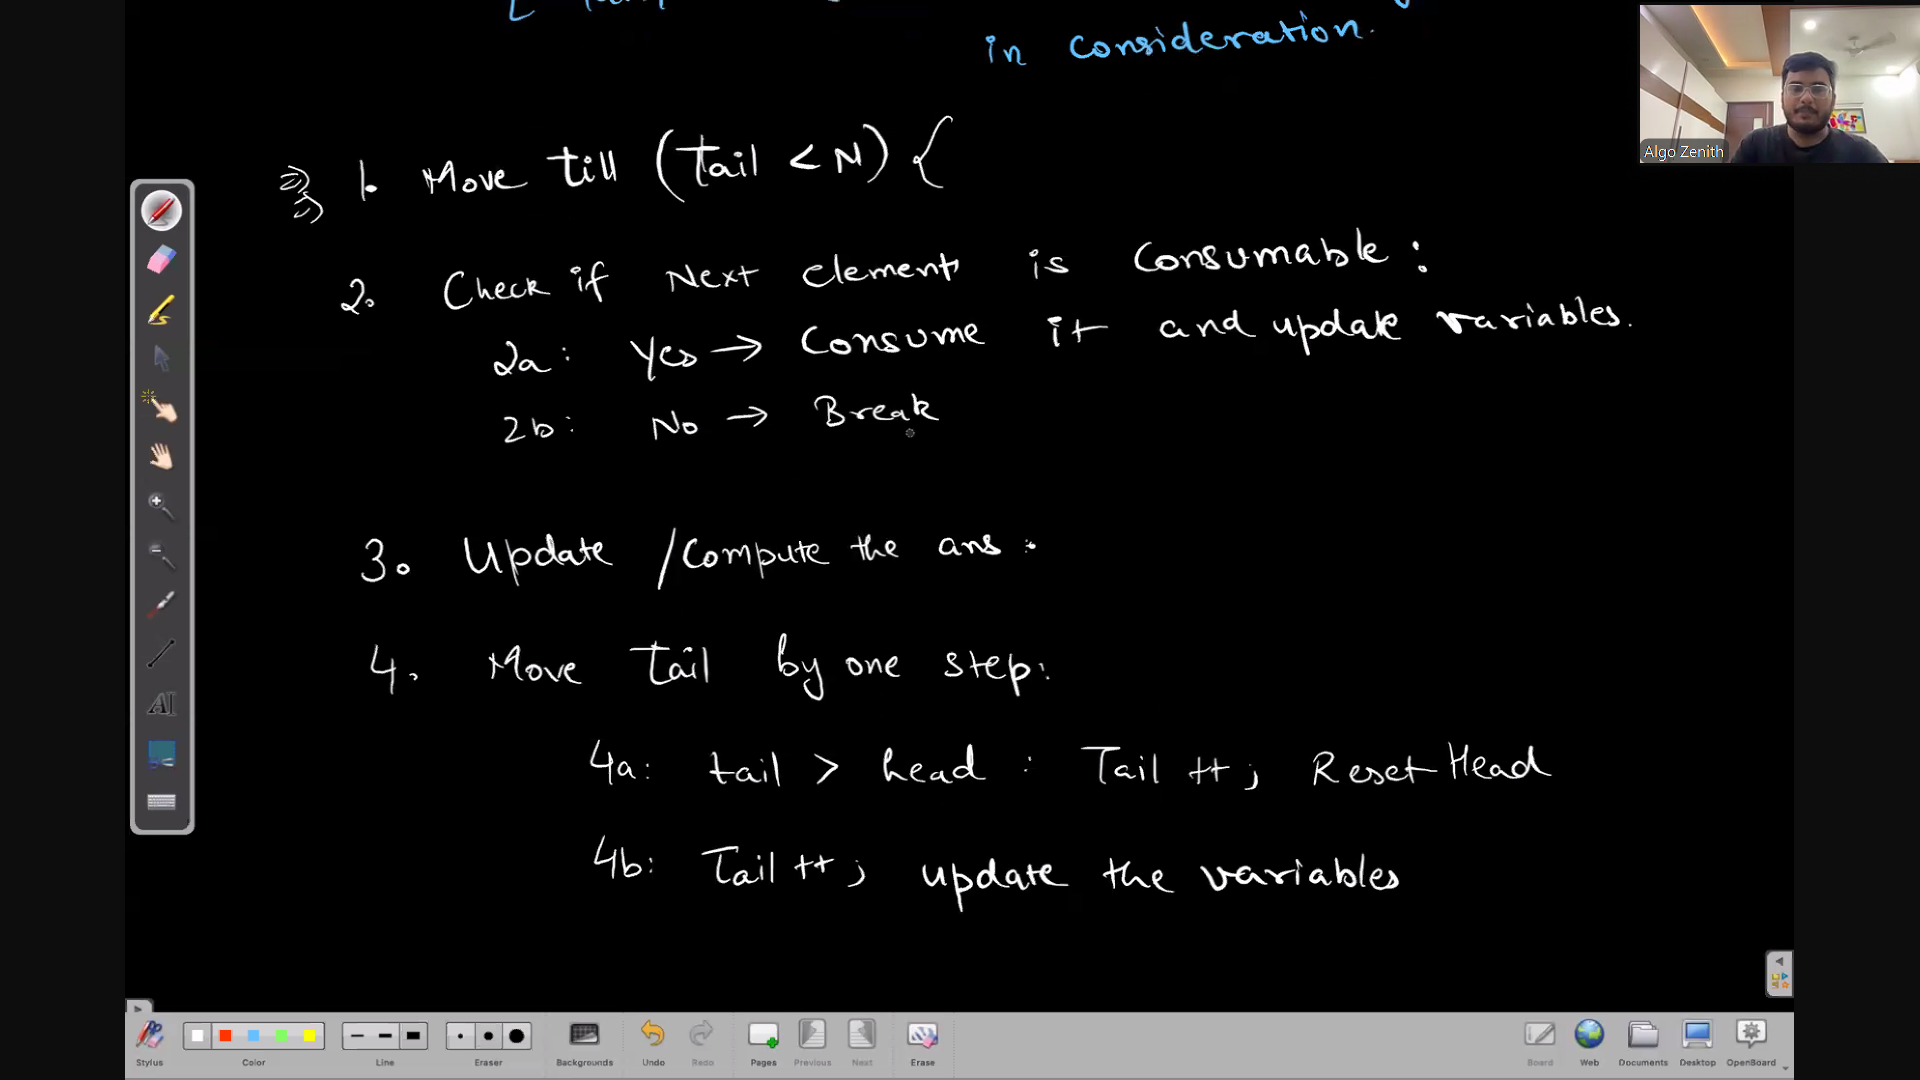 in consideration.
Algo Zenith
1. Move till (Tail < N) {
2. Check if Next element is Consumable:
2a: Yes → Consume it and update variables.
2b: No → Break
3. Update /Compute the ans:
4. Move Tail by one step:
4a: tail > head : Tail ++; Reset Head
4b: Tail ++; update the variables
Stylus Color Line Eraser Backgrounds Undo Redo Pages Previous Next Erase Board Web Documents Desktop OpenBoard